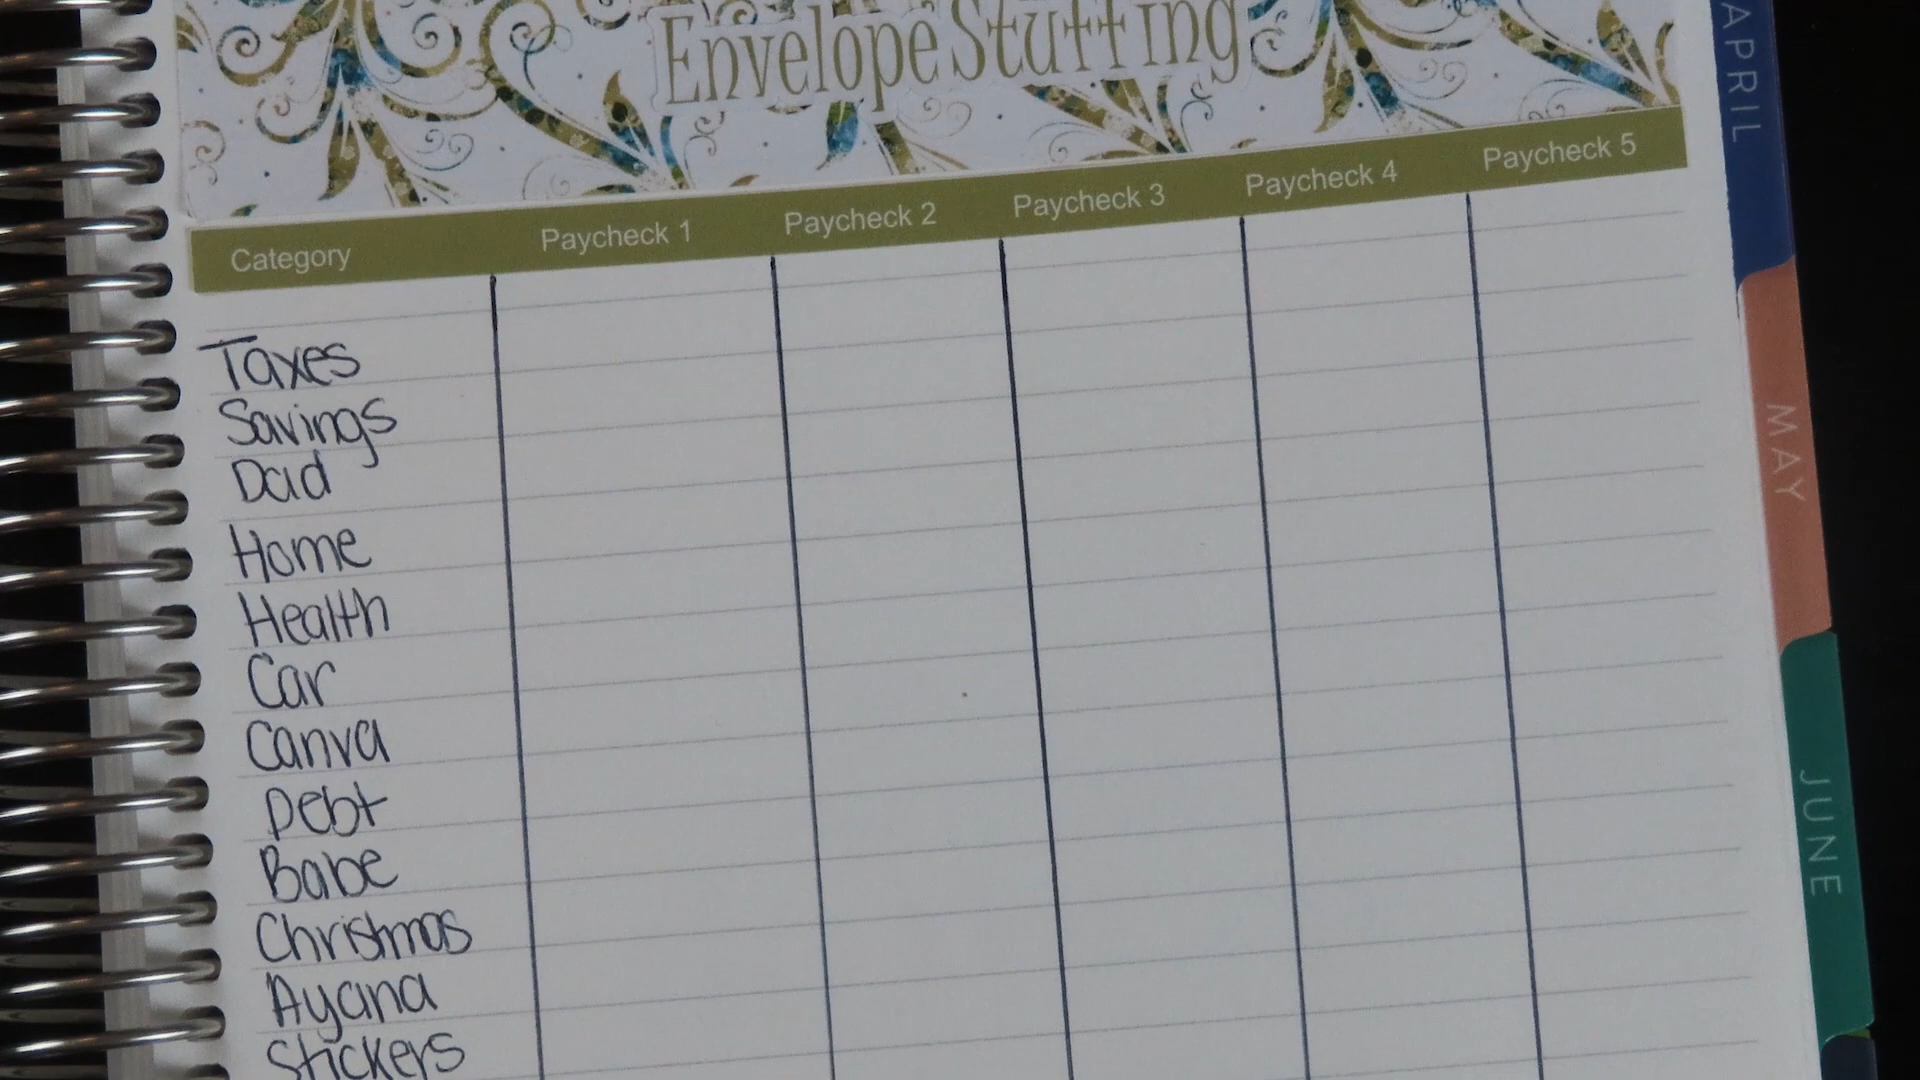 Envelope Stuffing
Category Paycheck 1 Paycheck 2 Paycheck 3 Paycheck 4 Paycheck 5
Taxes
Savings
Dad
Home
Health
Car
Canva
Debt
Babe
Christmas
Ayana
Stickers
APRIL
MAY
JUNE